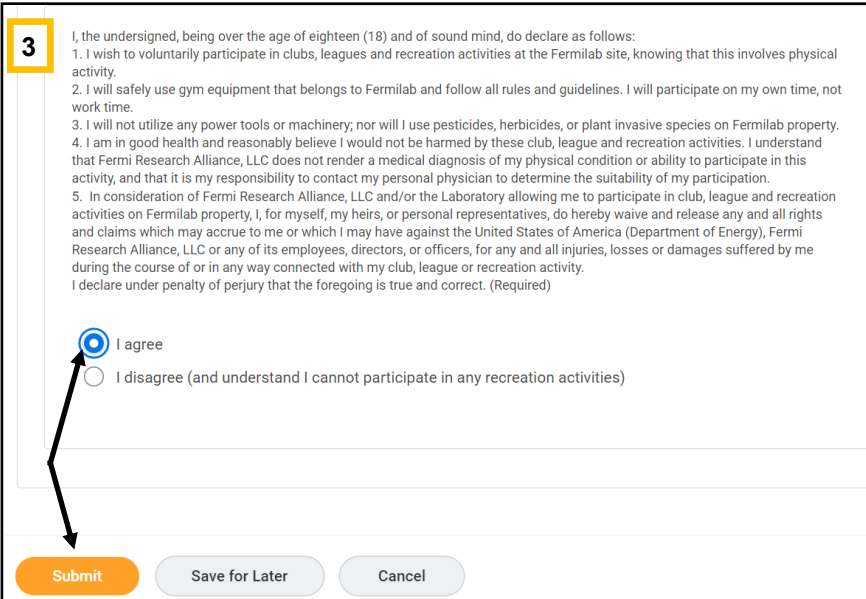 3
I, the undersigned, being over the age of eighteen (18) and of sound mind, do declare as follows:
1. I wish to voluntarily participate in clubs, leagues and recreation activities at the Fermilab site, knowing that this involves physical
activity.
2. I will safely use gym equipment that belongs to Fermilab and follow all rules and guidelines. I will participate on my own time, not
work time.
3. I will not utilize any power tools or machinery; nor will I use pesticides, herbicides, or plant invasive species on Fermilab property.
4. I am in good health and reasonably believe I would not be harmed by these club, league and recreation activities. I understand
that Fermi Research Alliance, LLC does not render a medical diagnosis of my physical condition or ability to participate in this
activity, and that it is my responsibility to contact my personal physician to determine the suitability of my participation.
5.  In consideration of Fermi Research Alliance, LLC and/or the Laboratory allowing me to participate in club, league and recreation
activities on Fermilab property, I, for myself, my heirs, or personal representatives, do hereby waive and release any and all rights
and claims which may accrue to me or which I may have against the United States of America (Department of Energy), Fermi
Research Alliance, LLC or any of its employees, directors, or officers, for any and all injuries, losses or damages suffered by me
during the course of or in any way connected with my club, league or recreation activity.
I declare under penalty of perjury that the foregoing is true and correct. (Required)
I agree
I disagree (and understand I cannot participate in any recreation activities)
Submit
Save for Later
Cancel